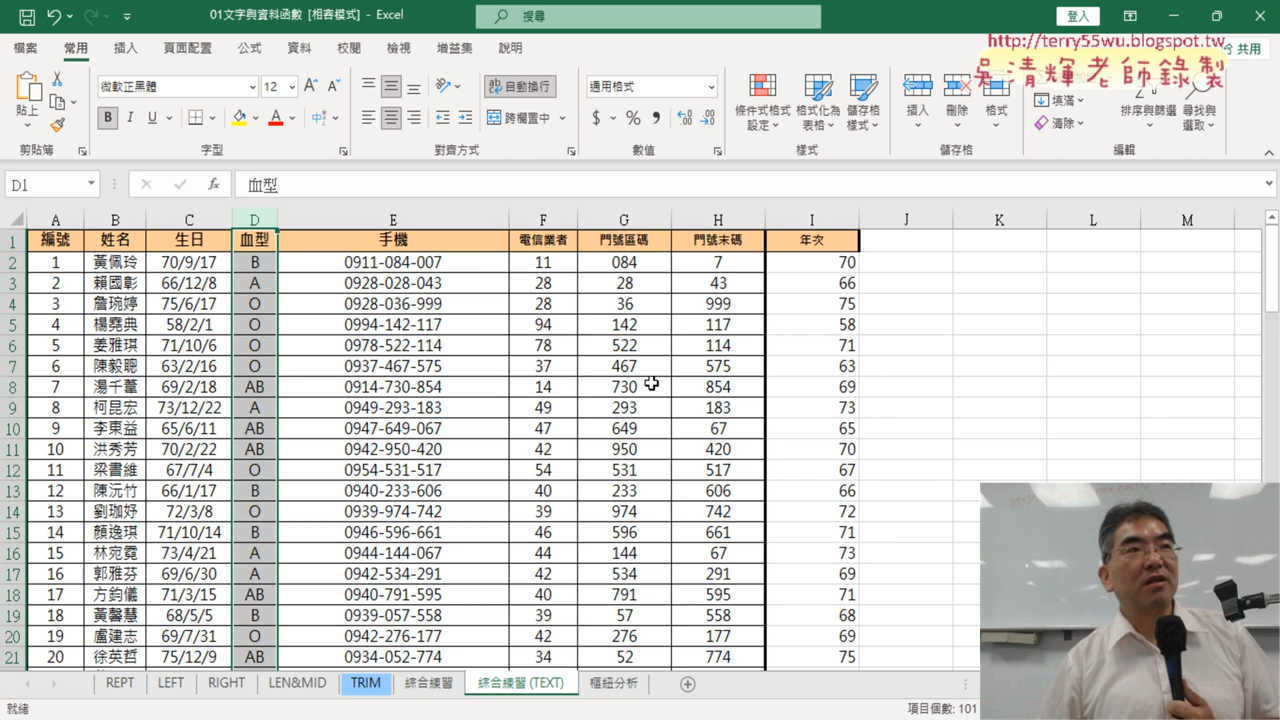 01文字與資料函數 [相容模式] - Excel
搜尋
登入
http://terry55wu.blogspot.tw
吳清輝老師錄製
檔案 常用 插入 頁面配置 公式 資料 校閱 檢視 增益集 說明
共用
貼上
微軟正黑體 12
自動換行
跨欄置中
通用格式
條件式格式設定
格式化為表格
儲存格樣式
插入 刪除 格式
填滿
清除
排序與篩選
尋找與選取
剪貼簿 字型 對齊方式 數值 樣式 儲存格 編輯
D1 fx 血型
A B C D E F G H I J K L M
1 編號 姓名 生日 血型 手機 電信業者 門號區碼 門號末碼 年次
2 1 黃佩玲 70/9/17 B 0911-084-007 11 084 7 70
3 2 賴國彰 66/12/8 A 0928-028-043 28 28 43 66
4 3 詹琬婷 75/6/17 O 0928-036-999 28 36 999 75
5 4 楊堯典 58/2/1 O 0994-142-117 94 142 117 58
6 5 姜雅琪 71/10/6 O 0978-522-114 78 522 114 71
7 6 陳毅聰 63/2/16 O 0937-467-575 37 467 575 63
8 7 湯千葦 69/2/18 AB 0914-730-854 14 730 854 69
9 8 柯昆宏 73/12/22 A 0949-293-183 49 293 183 73
10 9 李東益 65/6/11 AB 0947-649-067 47 649 67 65
11 10 洪秀芳 70/2/22 AB 0942-950-420 42 950 420 70
12 11 梁書維 67/7/4 O 0954-531-517 54 531 517 67
13 12 陳沅竹 66/1/17 B 0940-233-606 40 233 606 66
14 13 劉珈妤 72/3/8 O 0939-974-742 39 974 742 72
15 14 顏逸琪 71/10/14 B 0946-596-661 46 596 661 71
16 15 林宛霓 73/4/21 A 0944-144-067 44 144 67 73
17 16 郭雅芬 69/6/30 A 0942-534-291 42 534 291 69
18 17 方鈞儀 71/3/15 AB 0940-791-595 40 791 595 71
19 18 黃馨慧 68/5/5 B 0939-057-558 39 57 558 68
20 19 盧建志 69/7/31 O 0942-276-177 42 276 177 69
21 20 徐英哲 75/12/9 AB 0934-052-774 34 52 774 75
REPT LEFT RIGHT LEN&MID TRIM 綜合練習 綜合練習(TEXT) 樞紐分析
就緒 項目個數: 101